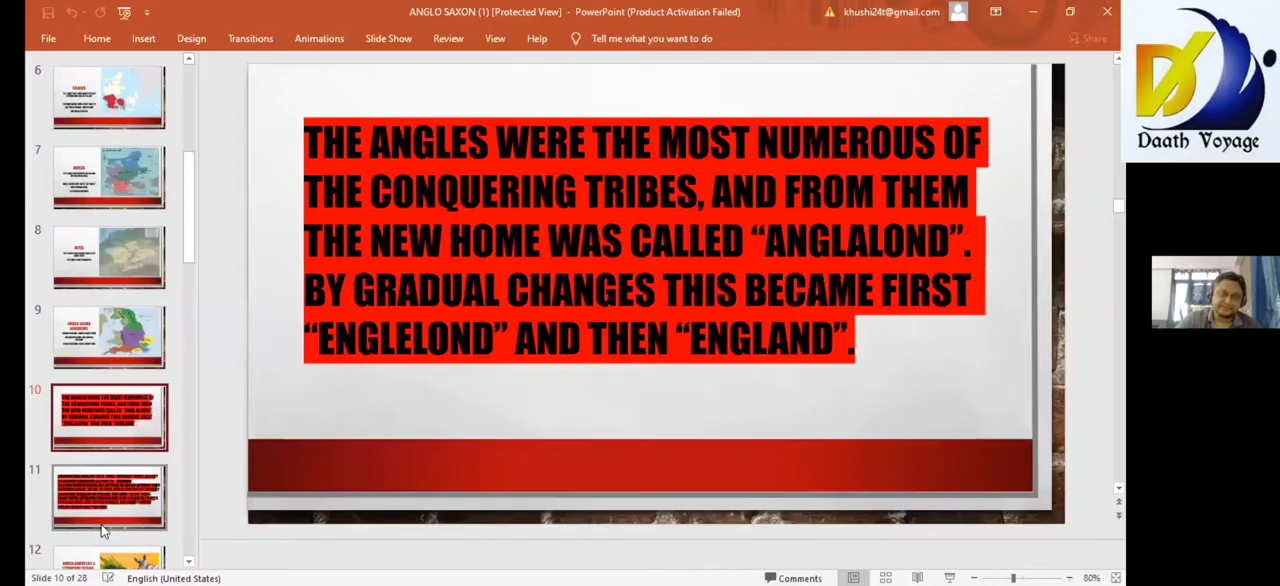 ANGLO SAXON (1) [Protected View] - PowerPoint (Product Activation Failed)
khushi24t@gmail.com
File Home Insert Design Transitions Animations Slide Show Review View Help Tell me what you want to do Share
6
7
8
9
10
11
12
THE ANGLES WERE THE MOST NUMEROUS OF
THE CONQUERING TRIBES, AND FROM THEM
THE NEW HOME WAS CALLED “ANGLALOND”.
BY GRADUAL CHANGES THIS BECAME FIRST
“ENGLELOND” AND THEN “ENGLAND”.
Daath Voyage
Slide 10 of 28 English (United States) Comments 80%